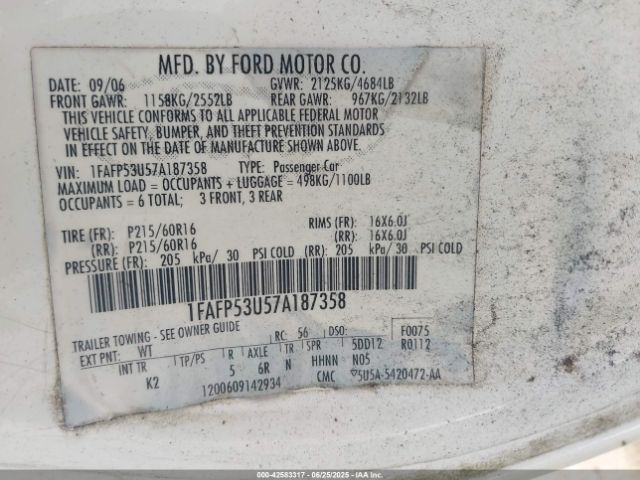 MFD. BY FORD MOTOR CO.
DATE: 09/06 GVWR: 2125KG/4684LB
FRONT GAWR: 1158KG/2552LB REAR GAWR: 967KG/2132LB
THIS VEHICLE CONFORMS TO ALL APPLICABLE FEDERAL MOTOR
VEHICLE SAFETY, BUMPER, AND THEFT PREVENTION STANDARDS
IN EFFECT ON THE DATE OF MANUFACTURE SHOWN ABOVE.
VIN: 1FAFP53U57A187358 TYPE: Passenger Car
MAXIMUM LOAD = OCCUPANTS + LUGGAGE = 498KG/1100LB
OCCUPANTS = 6 TOTAL; 3 FRONT, 3 REAR
TIRE (FR): P215/60R16 RIMS (FR): 16X6.0J
(RR): P215/60R16 (RR): 16X6.0J
PRESSURE (FR): 205 kPa/ 30 PSI COLD (RR): 205 kPa/ 30 PSI COLD
1FAFP53U57A187358
TRAILER TOWING - SEE OWNER GUIDE
RC: 56 DSO: F0075
EXT PNT: WT 5DD12 R0112
INT TR TP/PS R AXLE TR SPR N05
K2 5 6R N HHNN
1200609142934 CMC ▽5U5A-5420472-AA
000-42583317 - 06/25/2025 - IAA